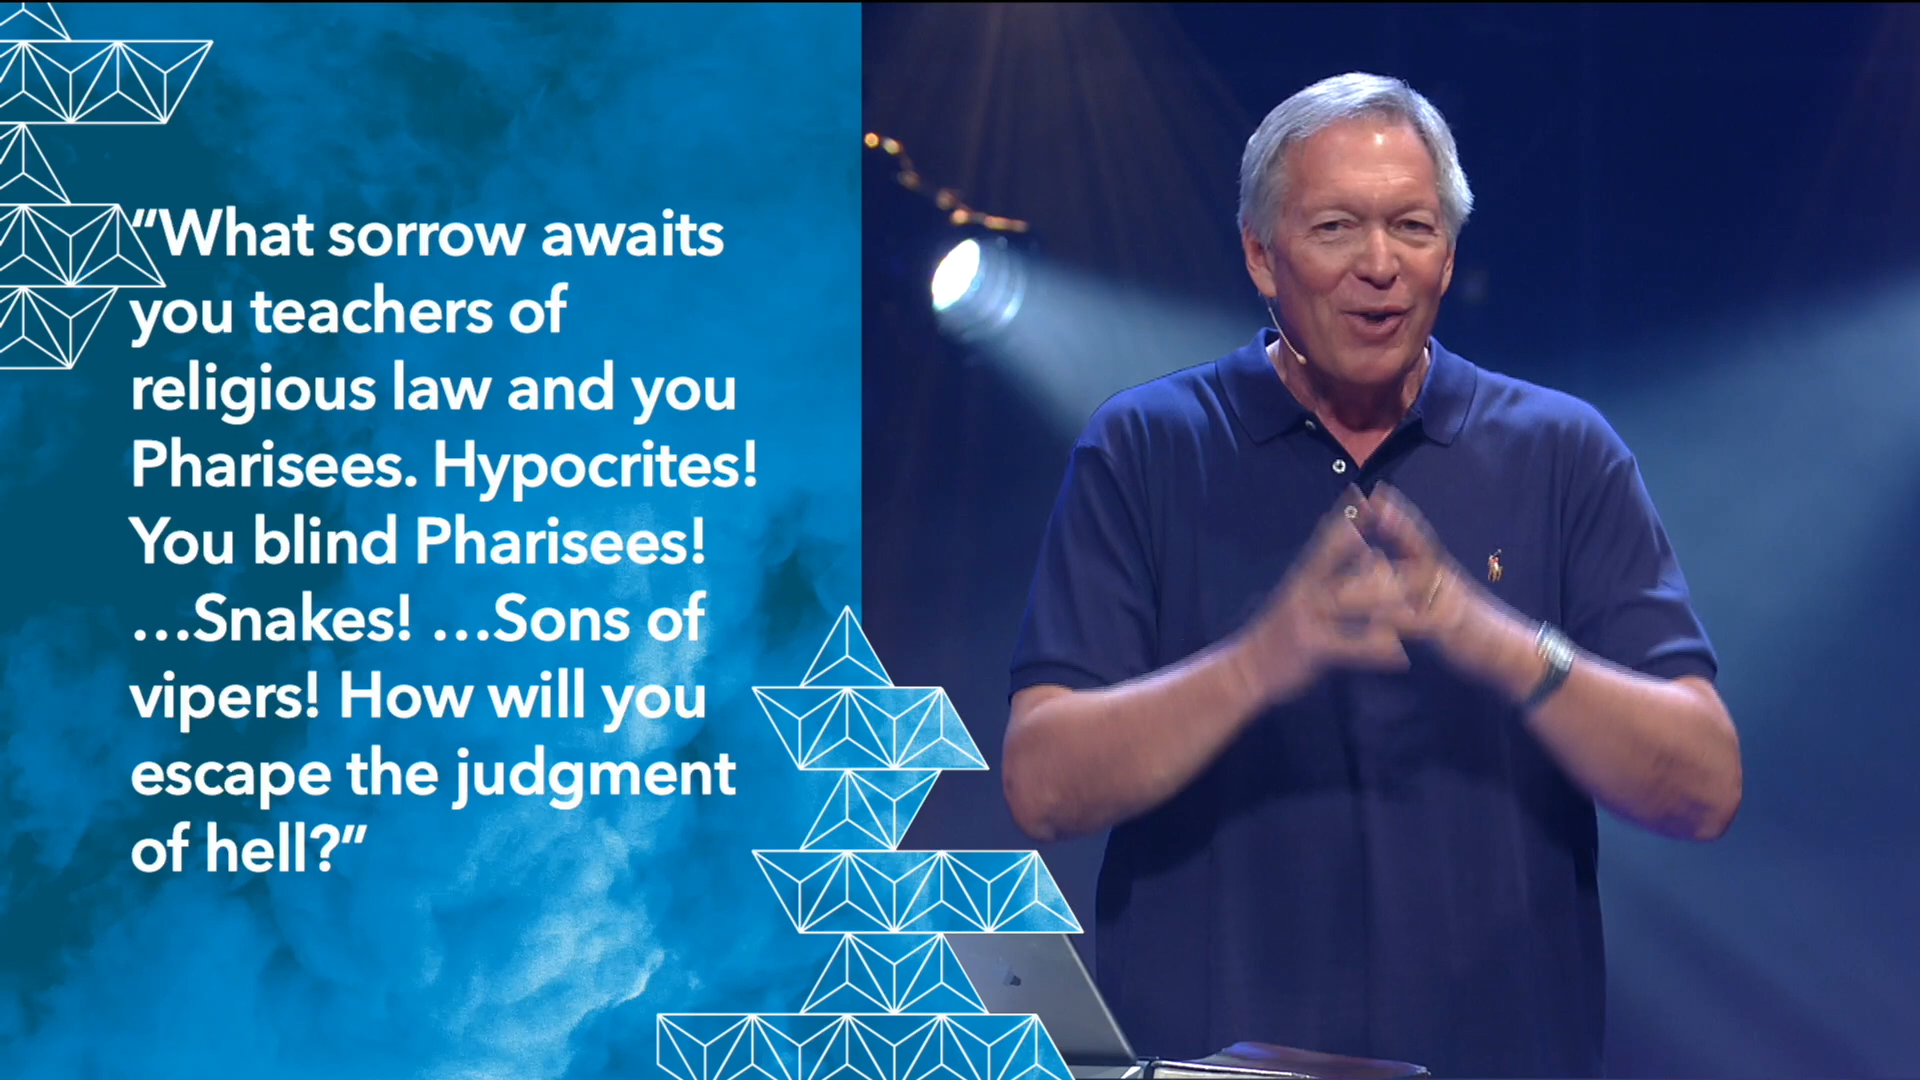 “What sorrow awaits
you teachers of
religious law and you
Pharisees. Hypocrites!
You blind Pharisees!
…Snakes! …Sons of
vipers! How will you
escape the judgment
of hell?”